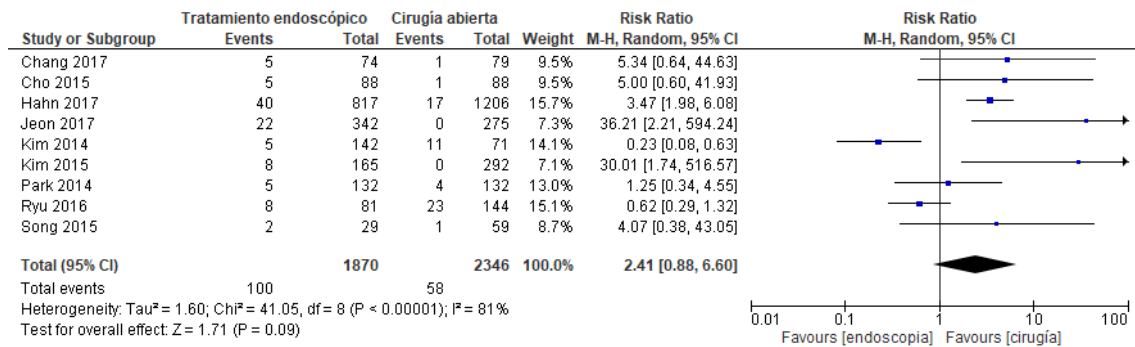 Tratamiento endoscópico Cirugía abierta Risk Ratio Risk Ratio
Study or Subgroup Events Total Events Total Weight M-H, Random, 95% CI M-H, Random, 95% CI
Chang 2017 5 74 1 79 9.5% 5.34 [0.64, 44.63]
Cho 2015 5 88 1 88 9.5% 5.00 [0.60, 41.93]
Hahn 2017 40 817 17 1206 15.7% 3.47 [1.98, 6.08]
Jeon 2017 22 342 0 275 7.3% 36.21 [2.21, 594.24]
Kim 2014 5 142 11 71 14.1% 0.23 [0.08, 0.63]
Kim 2015 8 165 0 292 7.1% 30.01 [1.74, 516.57]
Park 2014 5 132 4 132 13.0% 1.25 [0.34, 4.55]
Ryu 2016 8 81 23 144 15.1% 0.62 [0.29, 1.32]
Song 2015 2 29 1 59 8.7% 4.07 [0.38, 43.05]
Total (95% CI) 1870 2346 100.0% 2.41 [0.88, 6.60]
Total events 100 58
Heterogeneity: Tau² = 1.60; Chi² = 41.05, df = 8 (P < 0.00001); I² = 81%
Test for overall effect: Z = 1.71 (P = 0.09)
0.01 0.1 1 10 100
Favours [endoscopia] Favours [cirugía]